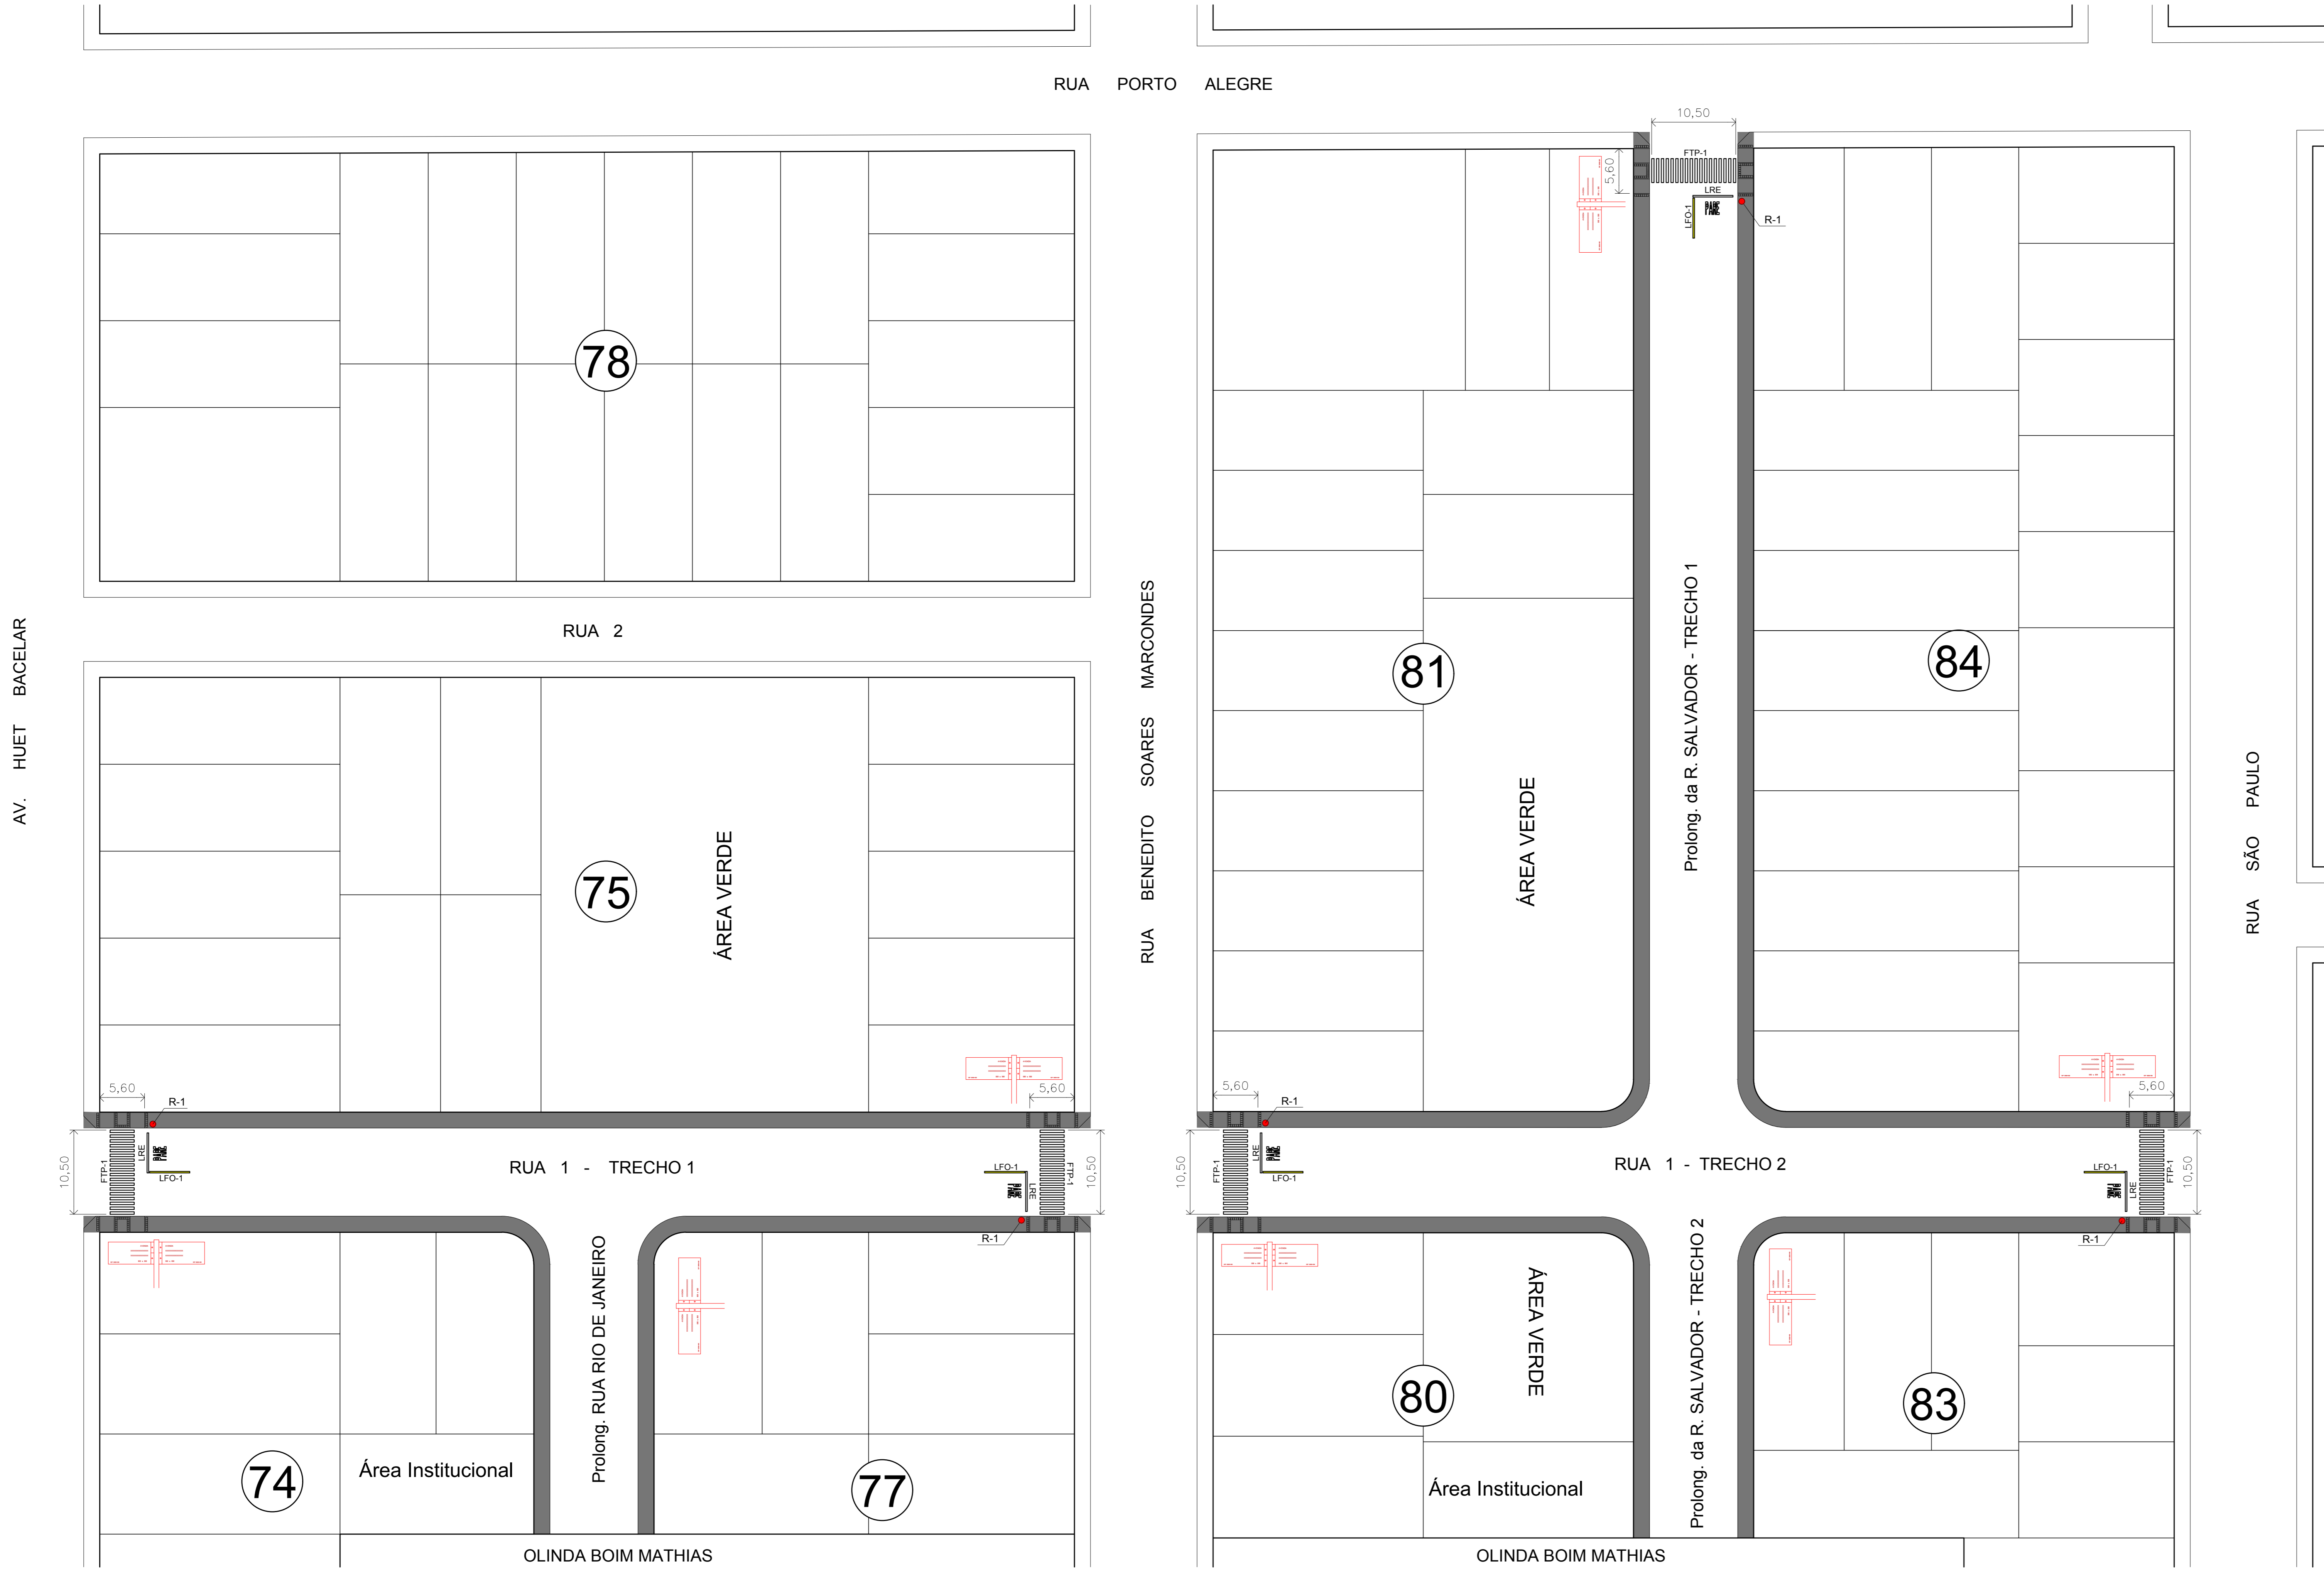 RUA PORTO ALEGRE
10,50
FTP-1
5,60
LRE
LFO-1
PARE
R-1
78
RUA 2
AV. HUET BACELAR
RUA BENEDITO SOARES MARCONDES
81
84
Prolong. da R. SALVADOR - TRECHO 1
ÁREA VERDE
RUA SÃO PAULO
75
ÁREA VERDE
5,60
R-1
5,60
5,60
R-1
5,60
10,50
FTP-1
LRE
PARE
LFO-1
RUA 1 - TRECHO 1
LFO-1
PARE
LRE
FTP-1
10,50
R-1
10,50
FTP-1
LRE
PARE
LFO-1
RUA 1 - TRECHO 2
LFO-1
PARE
LRE
FTP-1
10,50
R-1
Prolong. RUA RIO DE JANEIRO
ÁREA VERDE
Prolong. da R. SALVADOR - TRECHO 2
74
Área Institucional
77
80
Área Institucional
83
OLINDA BOIM MATHIAS
OLINDA BOIM MATHIAS